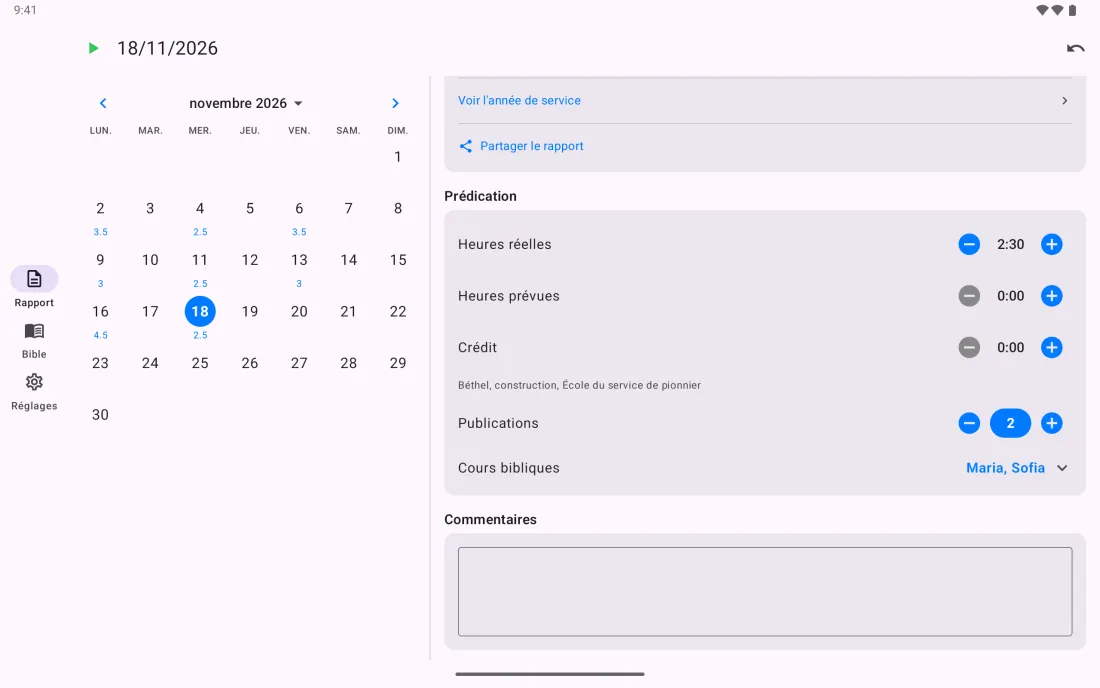 9:41
18/11/2026
novembre 2026
LUN. MAR. MER. JEU. VEN. SAM. DIM.
1
2 3 4 5 6 7 8
3.5 2.5 3.5
9 10 11 12 13 14 15
3 2.5 3
16 17 18 19 20 21 22
4.5 2.5
23 24 25 26 27 28 29
30
Rapport
Bible
Réglages
Voir l'année de service
Partager le rapport
Prédication
Heures réelles 2:30
Heures prévues 0:00
Crédit 0:00
Béthel, construction, École du service de pionnier
Publications 2
Cours bibliques Maria, Sofia
Commentaires